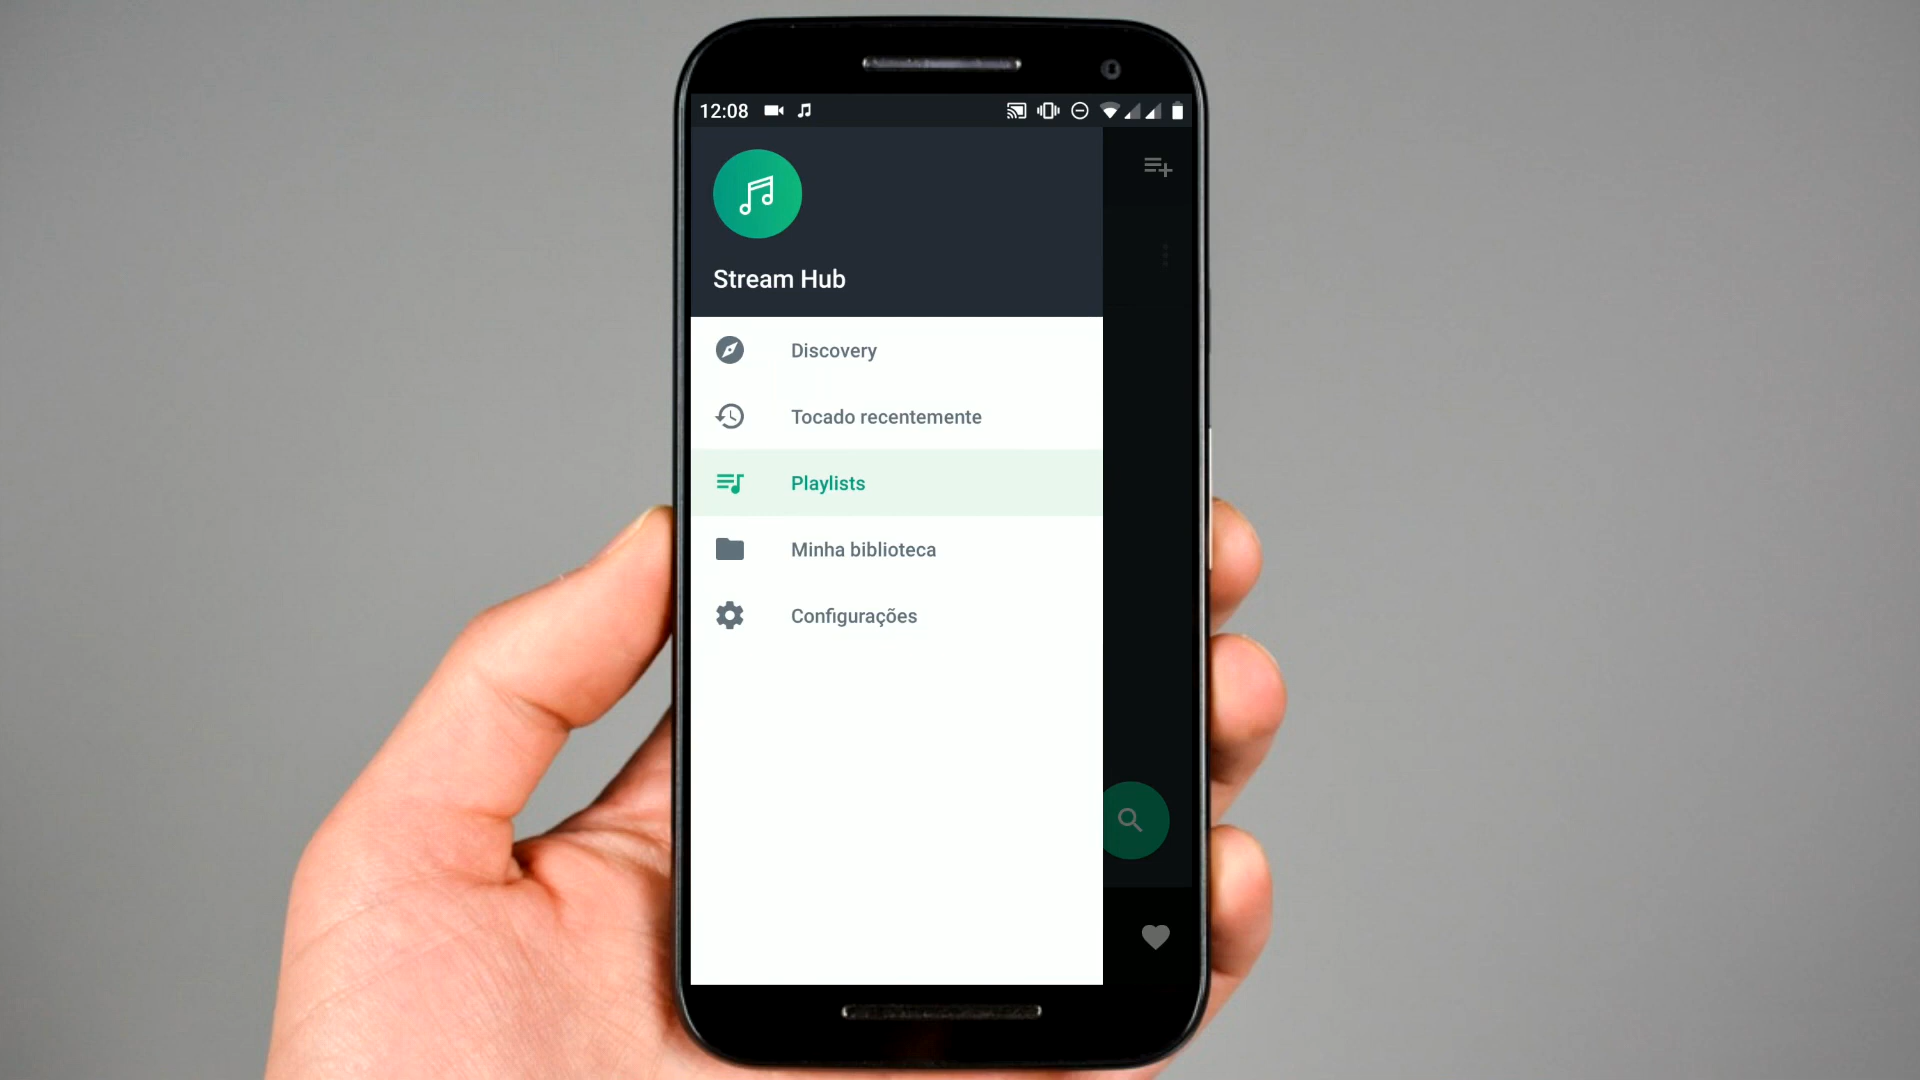 12:08
Stream Hub
Discovery
Tocado recentemente
Playlists
Minha biblioteca
Configurações